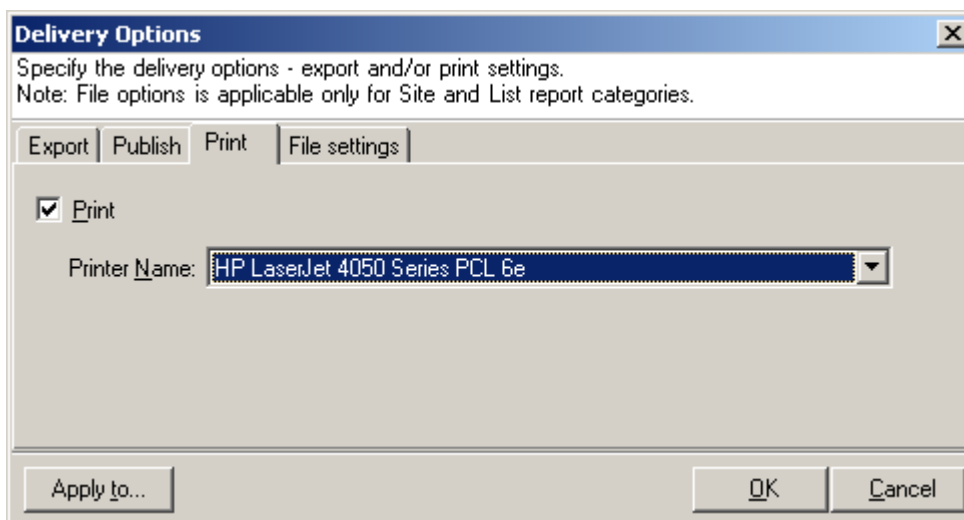 Delivery Options
Specify the delivery options - export and/or print settings.
Note: File options is applicable only for Site and List report categories.
Export Publish Print File settings
Print
Printer Name: HP LaserJet 4050 Series PCL 6e
Apply to... OK Cancel